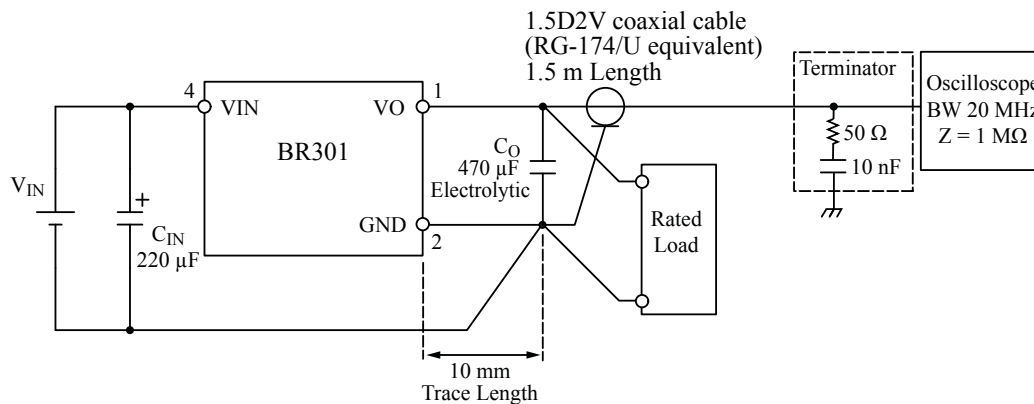 1.5D2V coaxial cable
(RG-174/U equivalent)
1.5 m Length
Terminator
Oscilloscope
BW 20 MHz
Z = 1 MΩ
4
VIN
VO
1
BR301
50 Ω
10 nF
CO
470 µF
Electrolytic
VIN
+
CIN
220 µF
GND
2
Rated
Load
10 mm
Trace Length